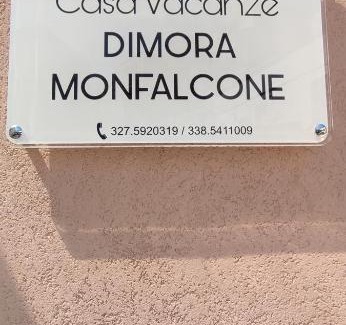 Casa Vacanze
DIMORA
MONFALCONE
327.5920319 / 338.5411009